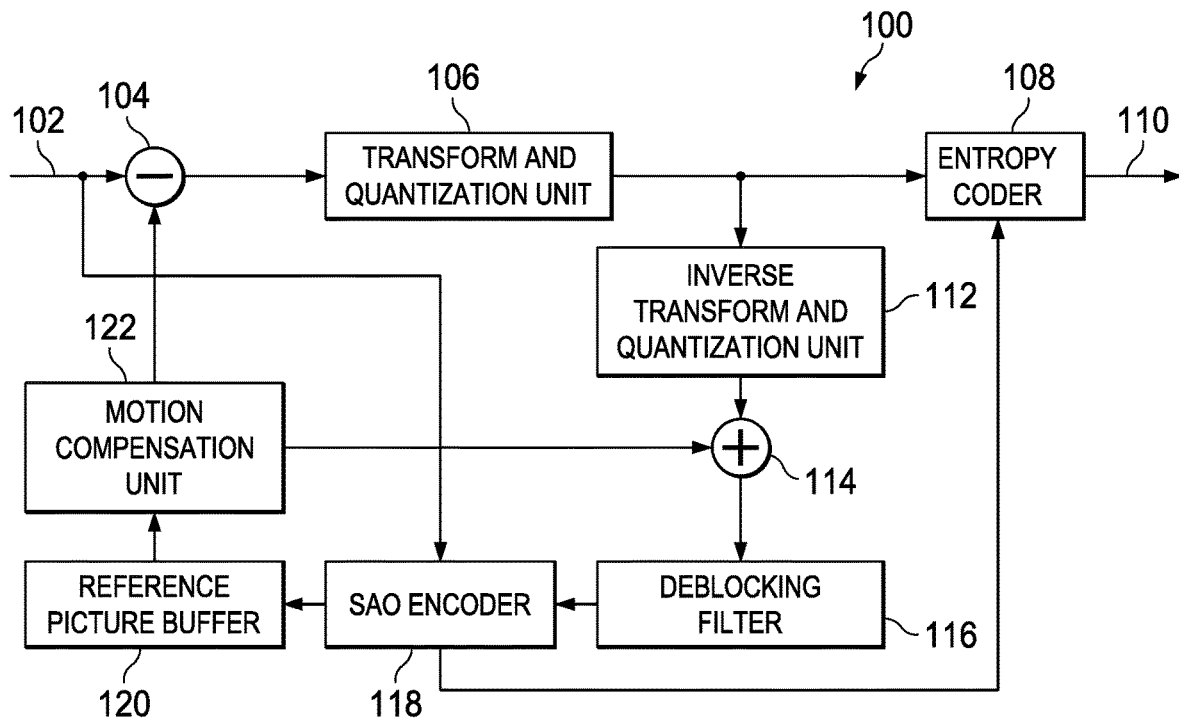 100
106
108
104
102
110
TRANSFORM AND
QUANTIZATION UNIT
ENTROPY
CODER
INVERSE
TRANSFORM AND
QUANTIZATION UNIT
112
122
MOTION
COMPENSATION
UNIT
114
REFERENCE
PICTURE BUFFER
SAO ENCODER
DEBLOCKING
FILTER
116
120
118